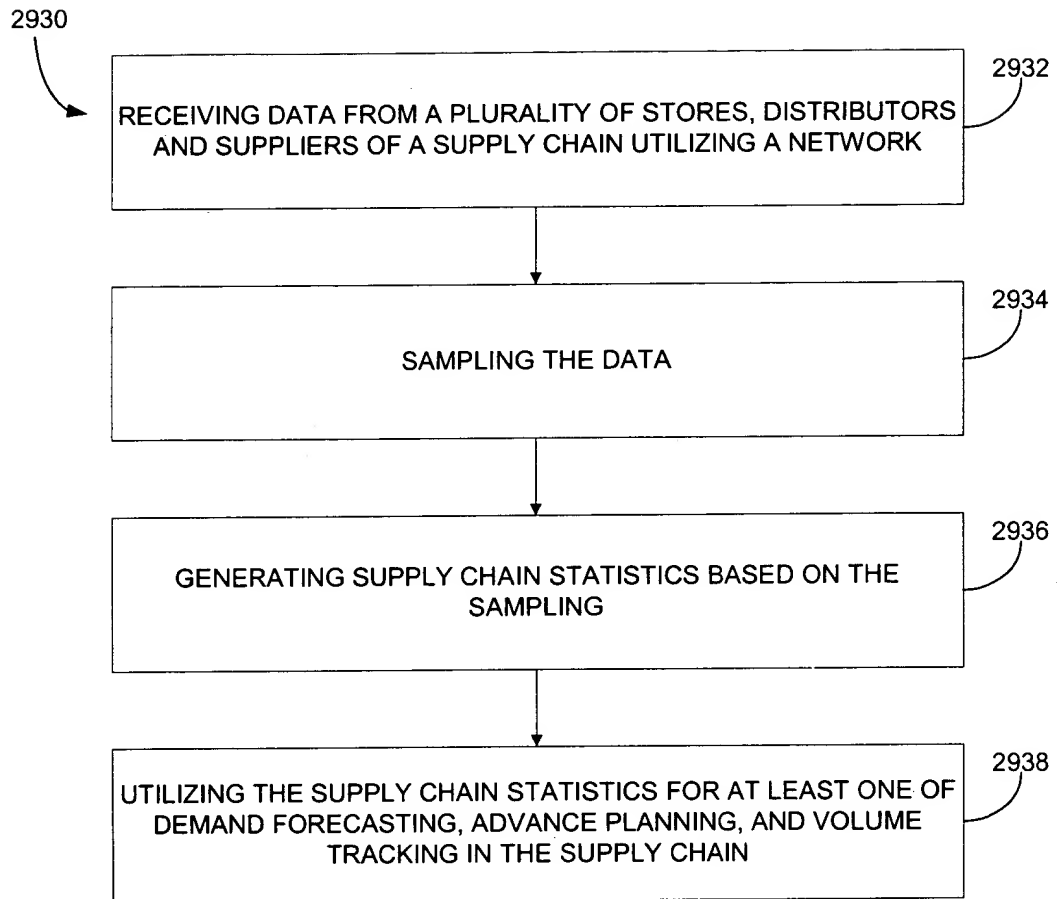 2930
2932
RECEIVING DATA FROM A PLURALITY OF STORES, DISTRIBUTORS
AND SUPPLIERS OF A SUPPLY CHAIN UTILIZING A NETWORK
2934
SAMPLING THE DATA
2936
GENERATING SUPPLY CHAIN STATISTICS BASED ON THE
SAMPLING
2938
UTILIZING THE SUPPLY CHAIN STATISTICS FOR AT LEAST ONE OF
DEMAND FORECASTING, ADVANCE PLANNING, AND VOLUME
TRACKING IN THE SUPPLY CHAIN